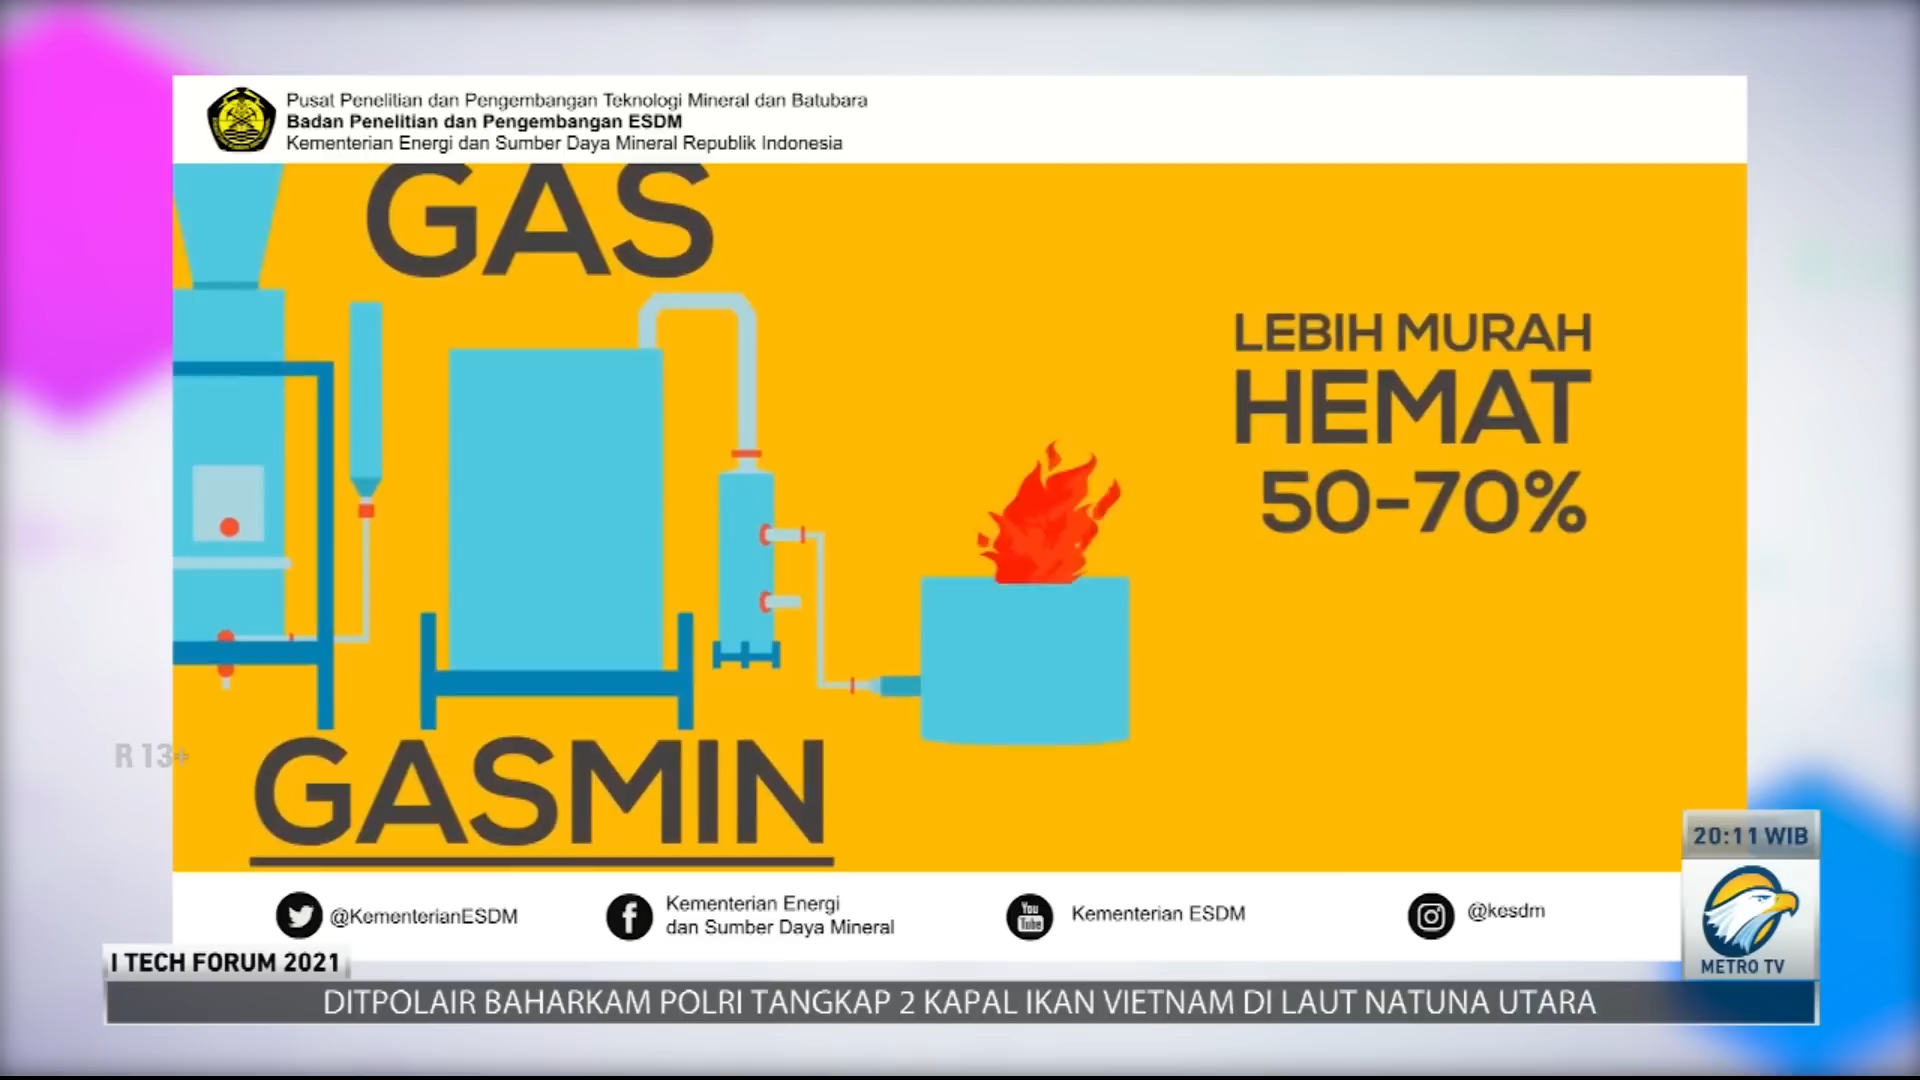 Pusat Penelitian dan Pengembangan Teknologi Mineral dan Batubara
Badan Penelitian dan Pengembangan ESDM
Kementerian Energi dan Sumber Daya Mineral Republik Indonesia
GAS
LEBIH MURAH
HEMAT
50-70%
GASMIN
R 13+
20:11 WIB
METRO TV
@KementerianESDM
Kementerian Energi
dan Sumber Daya Mineral
You
Tube
Kementerian ESDM
@kesdm
I TECH FORUM 2021
DITPOLAIR BAHARKAM POLRI TANGKAP 2 KAPAL IKAN VIETNAM DI LAUT NATUNA UTARA